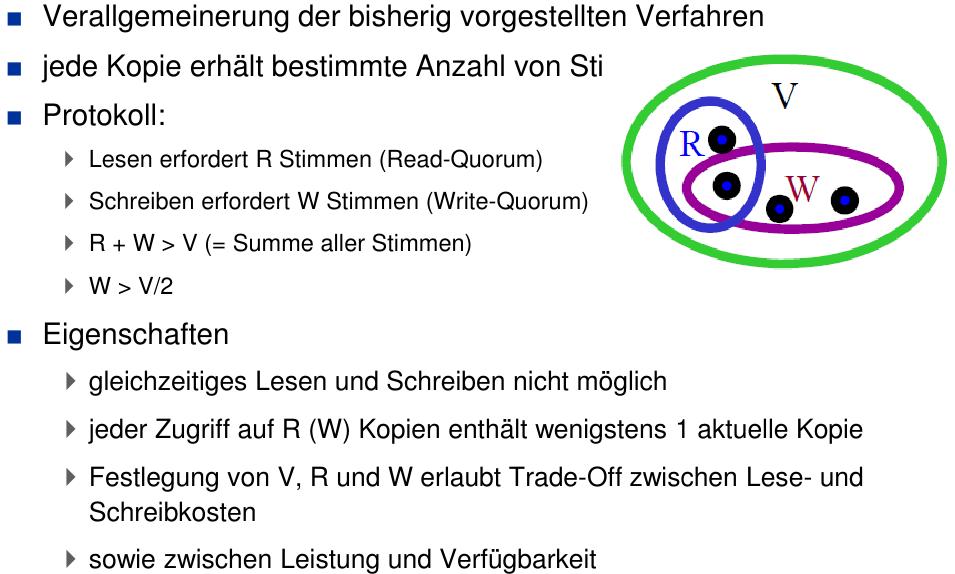 Verallgemeinerung der bisherig vorgestellten Verfahren
jede Kopie erhält bestimmte Anzahl von Sti
Protokoll:
Lesen erfordert R Stimmen (Read-Quorum)
Schreiben erfordert W Stimmen (Write-Quorum)
R + W > V (= Summe aller Stimmen)
W > V/2
V
R
W
Eigenschaften
gleichzeitiges Lesen und Schreiben nicht möglich
jeder Zugriff auf R (W) Kopien enthält wenigstens 1 aktuelle Kopie
Festlegung von V, R und W erlaubt Trade-Off zwischen Lese- und
Schreibkosten
sowie zwischen Leistung und Verfügbarkeit